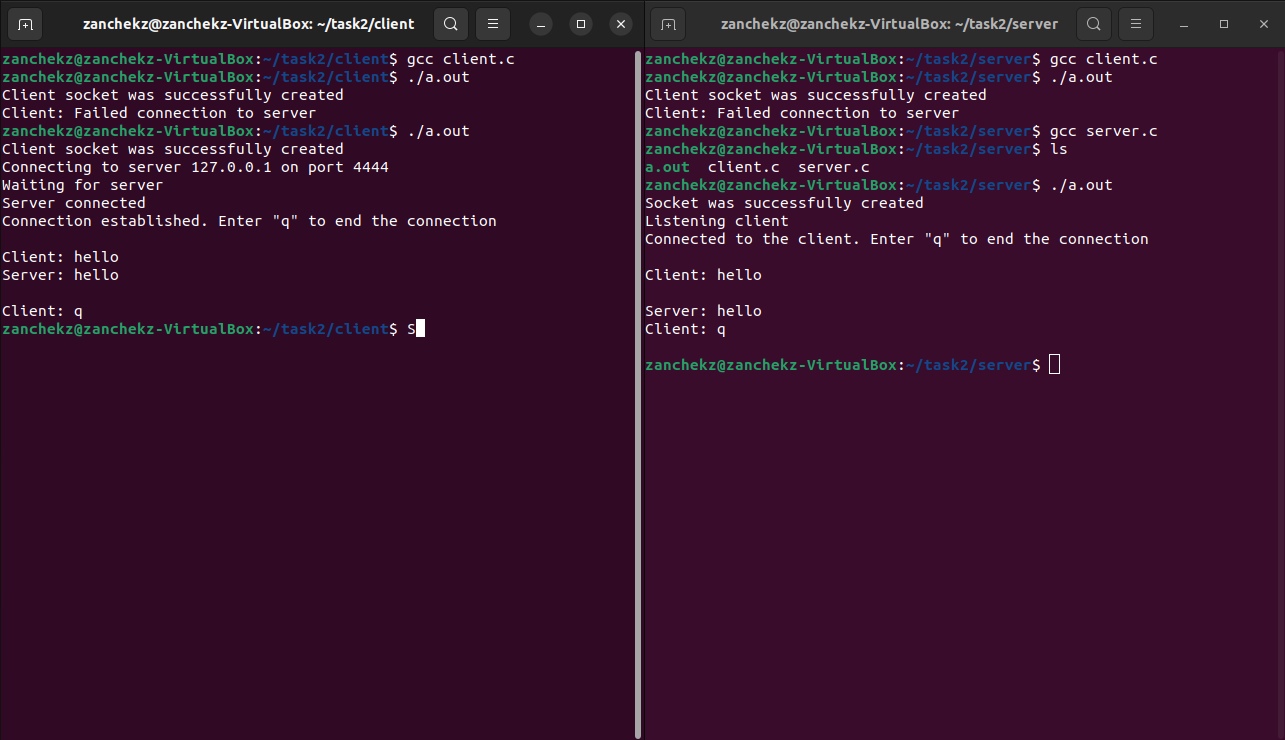 zanchekz@zanchekz-VirtualBox: ~/task2/client
zanchekz@zanchekz-VirtualBox:~/task2/client$ gcc client.c
zanchekz@zanchekz-VirtualBox:~/task2/client$ ./a.out
Client socket was successfully created
Client: Failed connection to server
zanchekz@zanchekz-VirtualBox:~/task2/client$ ./a.out
Client socket was successfully created
Connecting to server 127.0.0.1 on port 4444
Waiting for server
Server connected
Connection established. Enter "q" to end the connection
Client: hello
Server: hello
Client: q
zanchekz@zanchekz-VirtualBox:~/task2/client$ S
zanchekz@zanchekz-VirtualBox: ~/task2/server
zanchekz@zanchekz-VirtualBox:~/task2/server$ gcc client.c
zanchekz@zanchekz-VirtualBox:~/task2/server$ ./a.out
Client socket was successfully created
Client: Failed connection to server
zanchekz@zanchekz-VirtualBox:~/task2/server$ gcc server.c
zanchekz@zanchekz-VirtualBox:~/task2/server$ ls
a.out  client.c  server.c
zanchekz@zanchekz-VirtualBox:~/task2/server$ ./a.out
Socket was successfully created
Listening client
Connected to the client. Enter "q" to end the connection
Client: hello
Server: hello
Client: q
zanchekz@zanchekz-VirtualBox:~/task2/server$